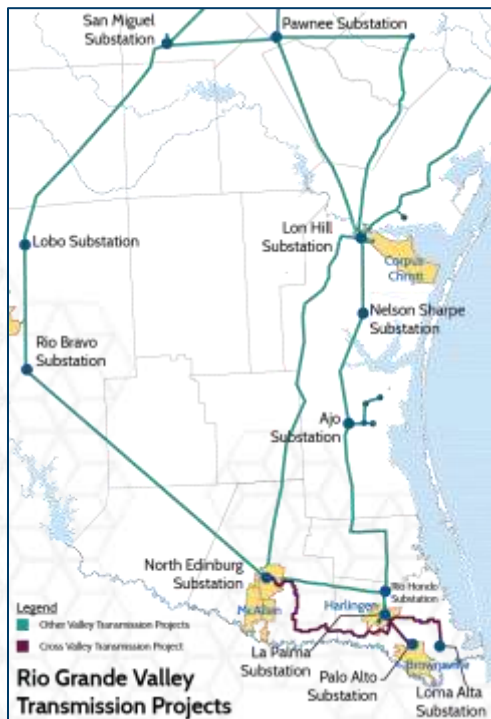 San Miguel
Substation
Pawnee Substation
Lobo Substation
Lon Hill
Substation
Corpus
Christi
Nelson Sharpe
Substation
Rio Bravo
Substation
Ajo
Substation
North Edinburg
Substation
Rio Hondo
Substation
McAllen
Harlingen
Legend
Other Valley Transmission Projects
Cross Valley Transmission Project
La Palma
Substation
Brownsville
Palo Alto
Substation
Loma Alta
Substation
Rio Grande Valley
Transmission Projects